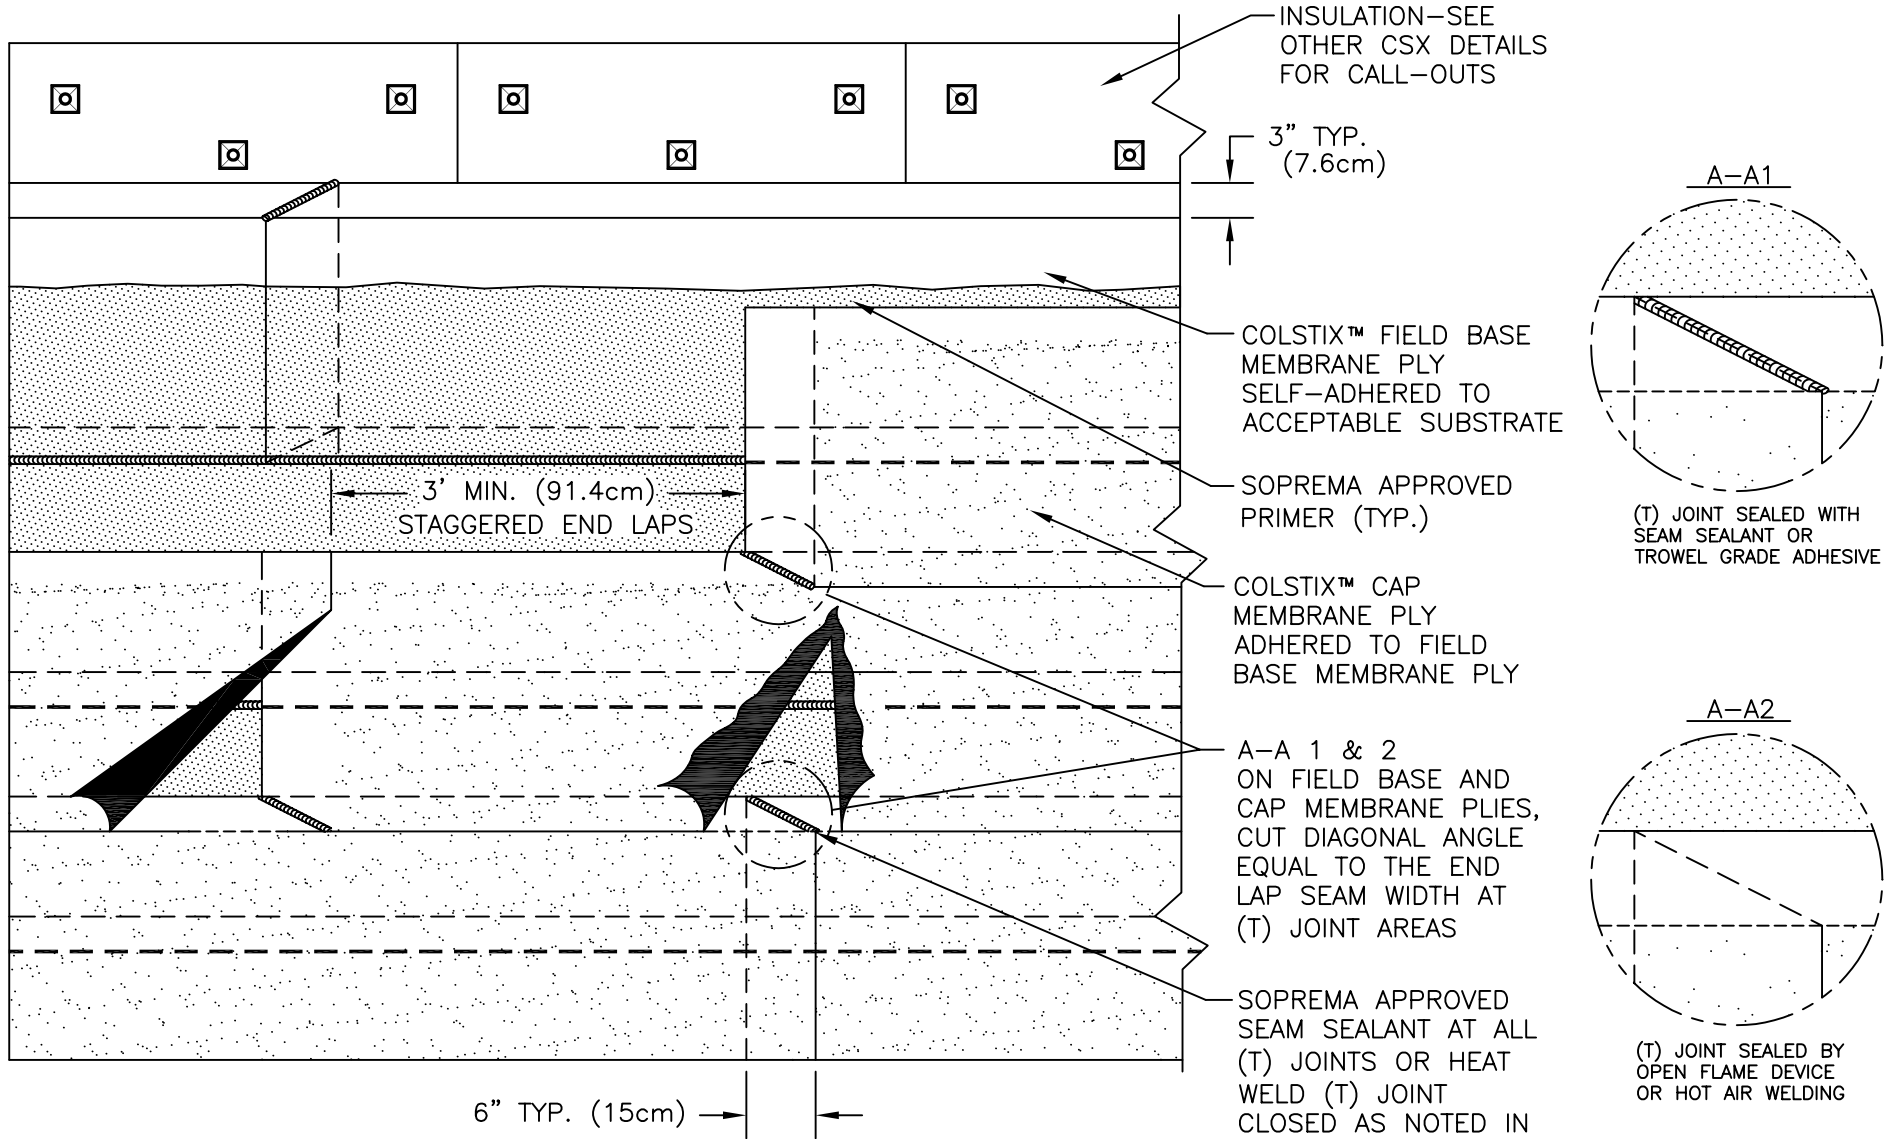 INSULATION-SEE
OTHER CSX DETAILS
FOR CALL-OUTS
3" TYP.
(7.6cm)
A-A1
COLSTIX™ FIELD BASE
MEMBRANE PLY
SELF-ADHERED TO
ACCEPTABLE SUBSTRATE
3' MIN. (91.4cm)
STAGGERED END LAPS
SOPREMA APPROVED
PRIMER (TYP.)
(T) JOINT SEALED WITH
SEAM SEALANT OR
TROWEL GRADE ADHESIVE
COLSTIX™ CAP
MEMBRANE PLY
ADHERED TO FIELD
BASE MEMBRANE PLY
A-A2
A-A 1 & 2
ON FIELD BASE AND
CAP MEMBRANE PLIES,
CUT DIAGONAL ANGLE
EQUAL TO THE END
LAP SEAM WIDTH AT
(T) JOINT AREAS
SOPREMA APPROVED
SEAM SEALANT AT ALL
(T) JOINTS OR HEAT
WELD (T) JOINT
CLOSED AS NOTED IN
(T) JOINT SEALED BY
OPEN FLAME DEVICE
OR HOT AIR WELDING
6" TYP. (15cm)